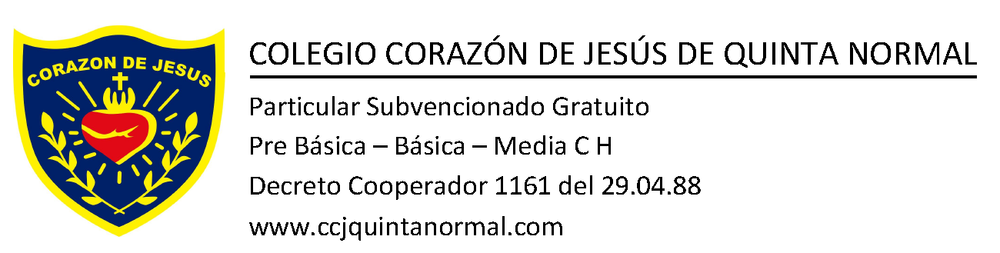 CORAZON DE JESUS
COLEGIO CORAZÓN DE JESÚS DE QUINTA NORMAL
Particular Subvencionado Gratuito
Pre Básica – Básica – Media C H
Decreto Cooperador 1161 del 29.04.88
www.ccjquintanormal.com